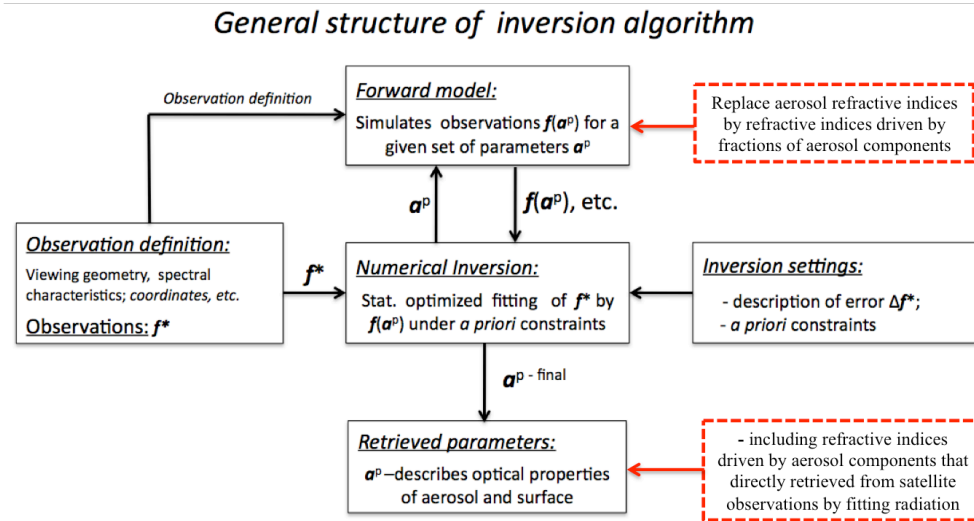 General structure of inversion algorithm
Observation definition
Forward model:
Simulates observations f(aᵖ) for a
given set of parameters aᵖ
Replace aerosol refractive indices
by refractive indices driven by
fractions of aerosol components
aᵖ
f(aᵖ), etc.
Observation definition:
Viewing geometry, spectral
characteristics; coordinates, etc.
Observations: f*
f*
Numerical Inversion:
Stat. optimized fitting of f* by
f(aᵖ) under a priori constraints
Inversion settings:
- description of error Δf*;
- a priori constraints
aᵖ ⁻ ᶠⁱⁿᵃˡ
Retrieved parameters:
aᵖ–describes optical properties
of aerosol and surface
- including refractive indices
driven by aerosol components that
directly retrieved from satellite
observations by fitting radiation